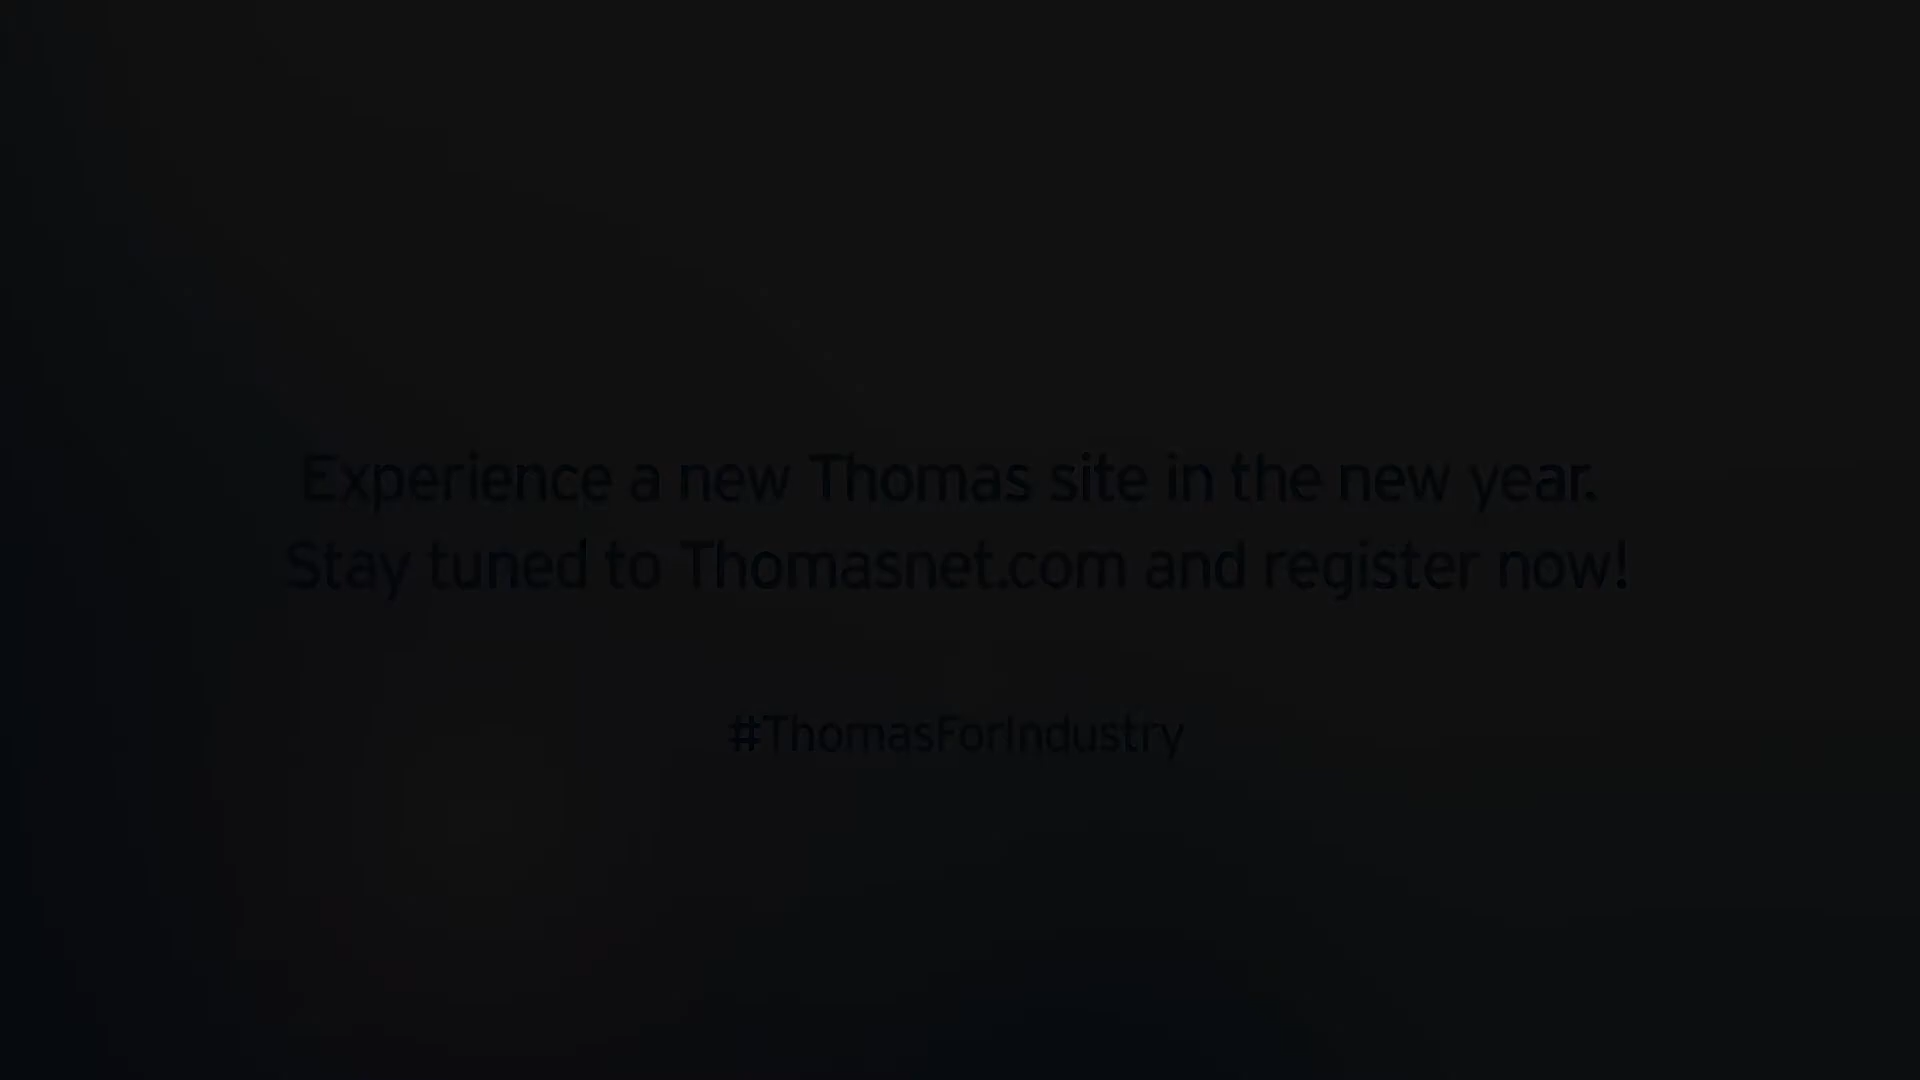 Experience a new Thomas site in the new year.
Stay tuned to Thomasnet.com and register now!
#ThomasForIndustry